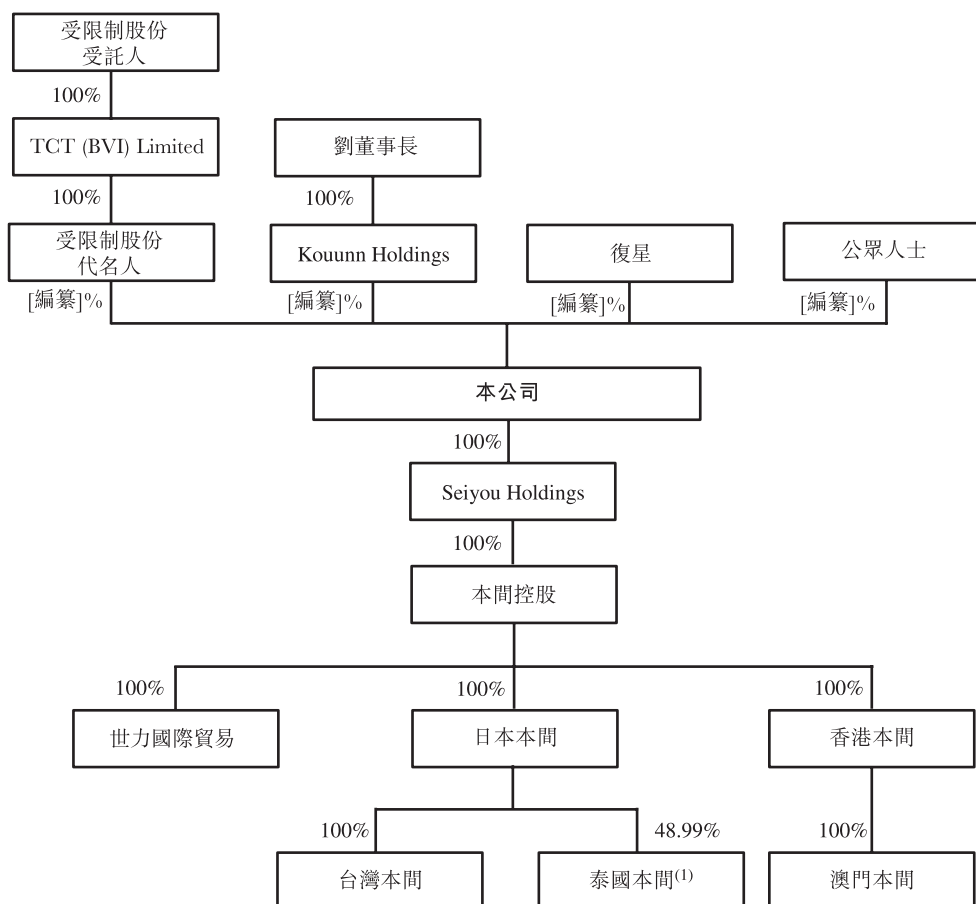 受限制股份
受託人
100%
TCT (BVI) Limited
劉董事長
100%
100%
受限制股份
代名人
Kouunn Holdings
復星
公眾人士
[編纂]%
[編纂]%
[編纂]%
[編纂]%
本公司
100%
Seiyou Holdings
100%
本間控股
100%
100%
100%
世力國際貿易
日本本間
香港本間
100%
48.99%
100%
台灣本間
泰國本間(1)
澳門本間